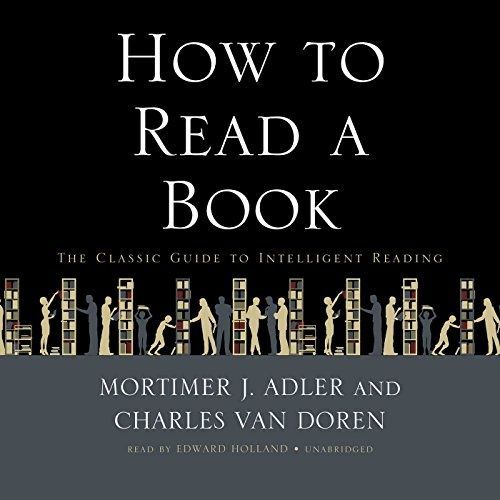 HOW TO
READ A
BOOK
THE CLASSIC GUIDE TO INTELLIGENT READING
MORTIMER J. ADLER AND
CHARLES VAN DOREN
READ BY EDWARD HOLLAND • UNABRIDGED